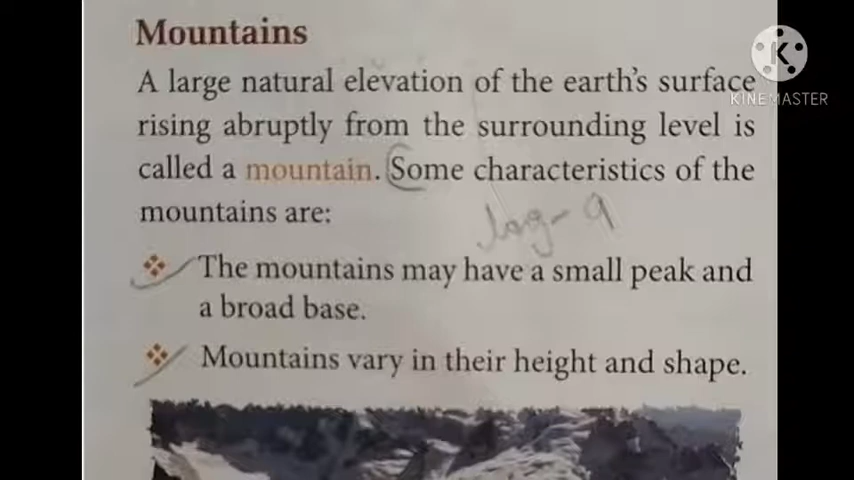 Mountains
A large natural elevation of the earth's surface
rising abruptly from the surrounding level is
called a mountain. Some characteristics of the
mountains are:
The mountains may have a small peak and
a broad base.
Mountains vary in their height and shape.
KINEMASTER